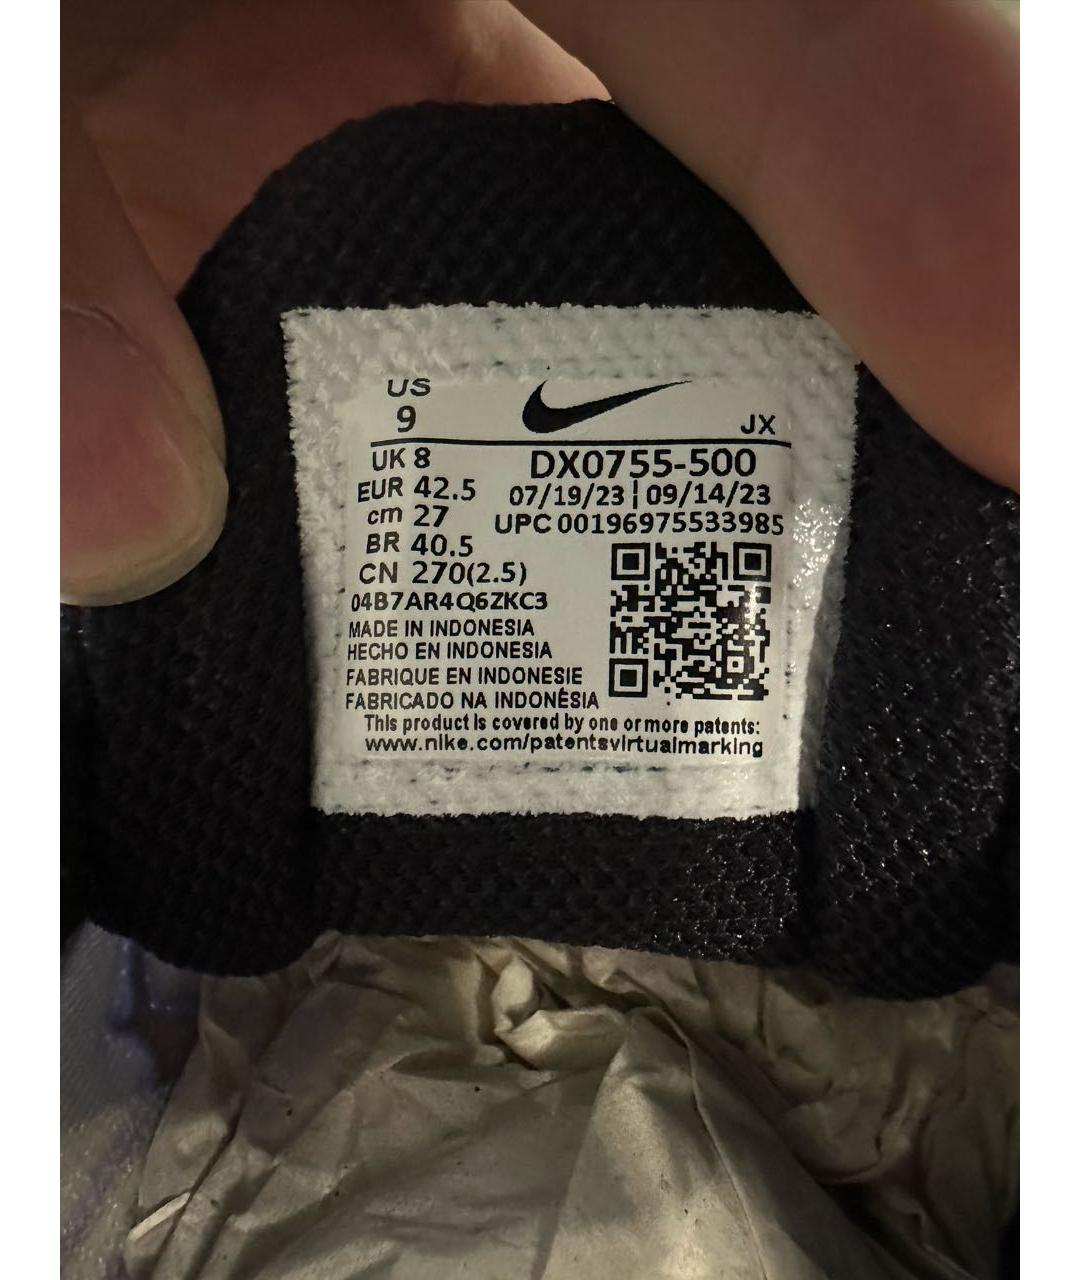 US
9
JX
UK 8
DX0755-500
EUR 42.5
07/19/23 | 09/14/23
cm 27
UPC 00196975533985
BR 40.5
CN 270(2.5)
04B7AR4Q6ZKC3
MADE IN INDONESIA
HECHO EN INDONESIA
FABRIQUE EN INDONESIE
FABRICADO NA INDONÉSIA
This product is covered by one or more patents:
www.nike.com/patentsvirtualmarking